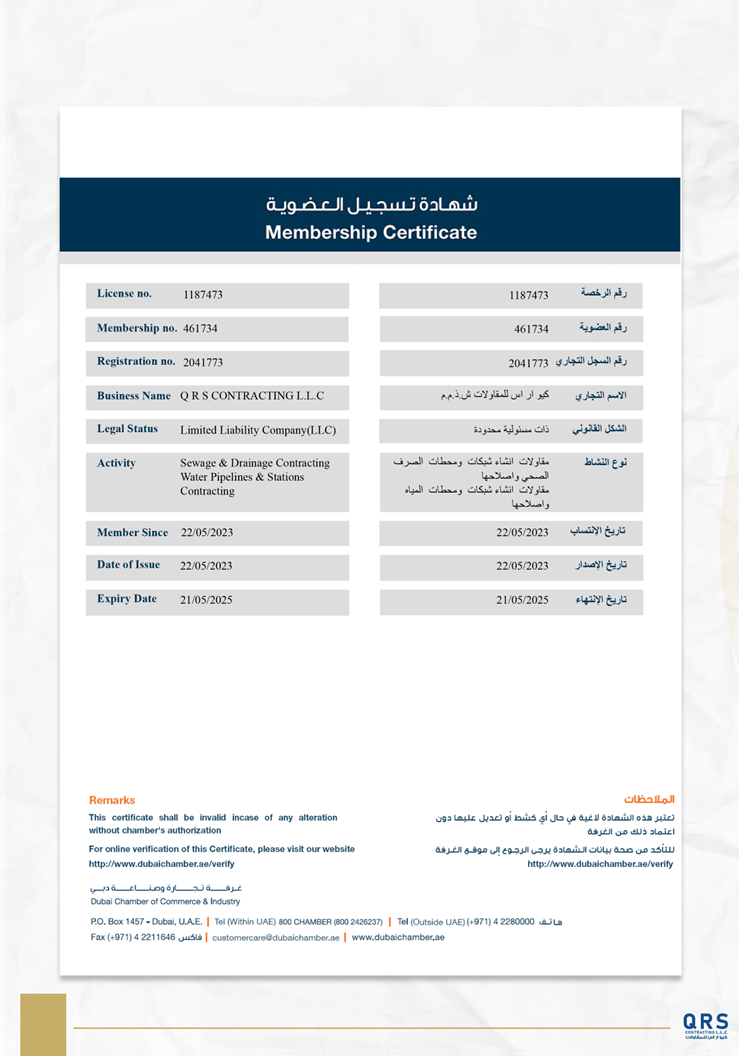 شهادة تسجيل العضوية
Membership Certificate
License no. 1187473
1187473 رقم الرخصة
Membership no. 461734
461734 رقم العضوية
Registration no. 2041773
2041773 رقم السجل التجاري
Business Name Q R S CONTRACTING L.L.C
كيو ار اس للمقاولات ش.ذ.م.م الاسم التجاري
Legal Status Limited Liability Company(LLC)
ذات مسئولية محدودة الشكل القانوني
Activity Sewage & Drainage Contracting
Water Pipelines & Stations
Contracting
نوع النشاط مقاولات انشاء شبكات ومحطات الصرف
الصحي واصلاحها
مقاولات انشاء شبكات ومحطات المياه
واصلاحها
Member Since 22/05/2023
22/05/2023 تاريخ الإنتساب
Date of Issue 22/05/2023
22/05/2023 تاريخ الإصدار
Expiry Date 21/05/2025
21/05/2025 تاريخ الإنتهاء
Remarks
This certificate shall be invalid incase of any alteration
without chamber's authorization
For online verification of this Certificate, please visit our website
http://www.dubaichamber.ae/verify
الملاحظات
تعتبر هذه الشهادة لاغية في حال أي كشط أو تعديل عليها دون
اعتماد ذلك من الغرفة
للتأكد من صحة بيانات الشهادة يرجى الرجوع إلى موقع الغرفة
http://www.dubaichamber.ae/verify
غرفة تجارة وصناعة دبي
Dubai Chamber of Commerce & Industry
P.O. Box 1457 - Dubai, U.A.E. | Tel (Within UAE) 800 CHAMBER (800 2426237) | Tel (Outside UAE) (+971) 4 2280000 هاتف
Fax (+971) 4 2211646 فاكس | customercare@dubaichamber.ae | www.dubaichamber.ae
QRS
CONTRACTING L.L.C
كيو ار اس للمقاولات